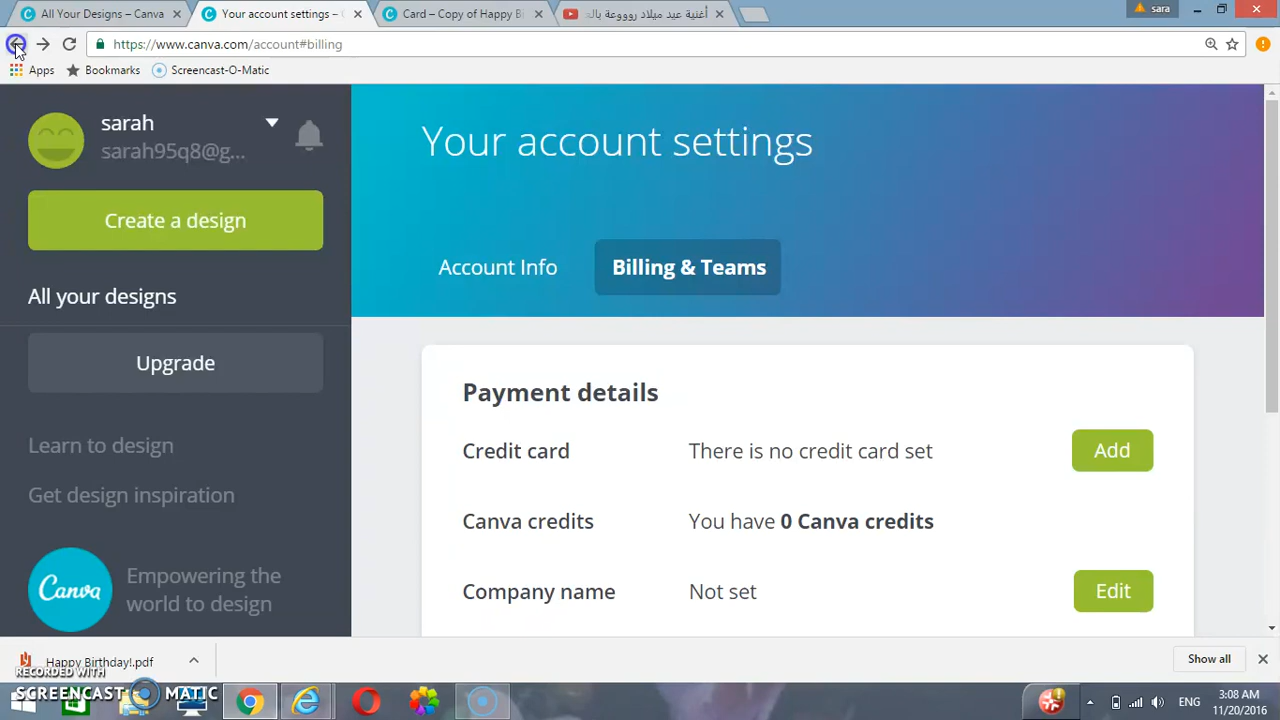 All Your Designs – Canva
Your account settings –
Card – Copy of Happy B
أغنية عيد ميلاد روووعة بال
sara
https://www.canva.com/account#billing
Apps
Bookmarks
Screencast-O-Matic
sarah
sarah95q8@g...
Create a design
All your designs
Upgrade
Learn to design
Get design inspiration
Canva
Empowering the
world to design
Your account settings
Account Info
Billing & Teams
Payment details
Credit card
There is no credit card set
Add
Canva credits
You have 0 Canva credits
Company name
Not set
Edit
Happy Birthday!.pdf
Show all
RECORDED WITH
SCREENCAST MATIC
ENG
3:08 AM
11/20/2016